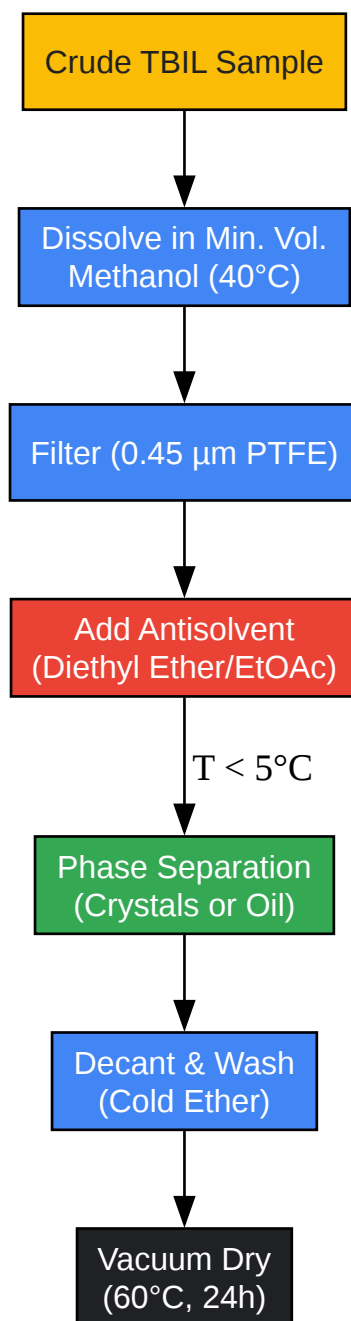 Crude TBIL Sample
Dissolve in Min. Vol.
Methanol (40°C)
Filter (0.45 µm PTFE)
Add Antisolvent
(Diethyl Ether/EtOAc)
T < 5°C
Phase Separation
(Crystals or Oil)
Decant & Wash
(Cold Ether)
Vacuum Dry
(60°C, 24h)